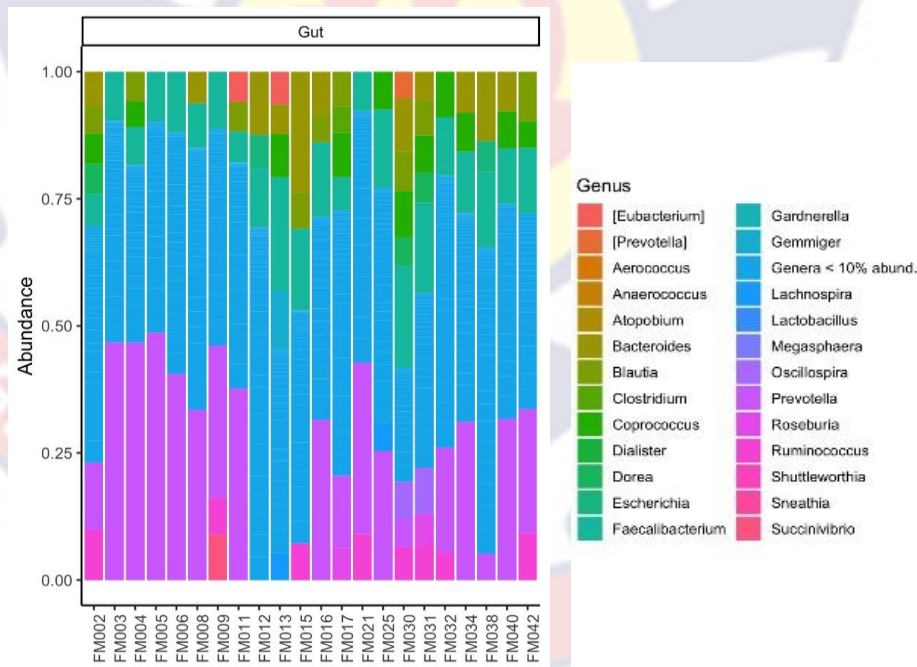 Gut
1.00
0.75
0.50
0.25
0.00
Abundance
FM002
FM003
FM004
FM005
FM006
FM008
FM009
FM011
FM012
FM013
FM015
FM016
FM017
FM021
FM025
FM030
FM031
FM032
FM034
FM038
FM040
FM042
Genus
[Eubacterium]
[Prevotella]
Aerococcus
Anaerococcus
Atopobium
Bacteroides
Blautia
Clostridium
Coprococcus
Dialister
Dorea
Escherichia
Faecalibacterium
Gardnerella
Gemmiger
Genera < 10% abund.
Lachnospira
Lactobacillus
Megasphaera
Oscillospira
Prevotella
Roseburia
Ruminococcus
Shuttleworthia
Sneathia
Succinivibrio